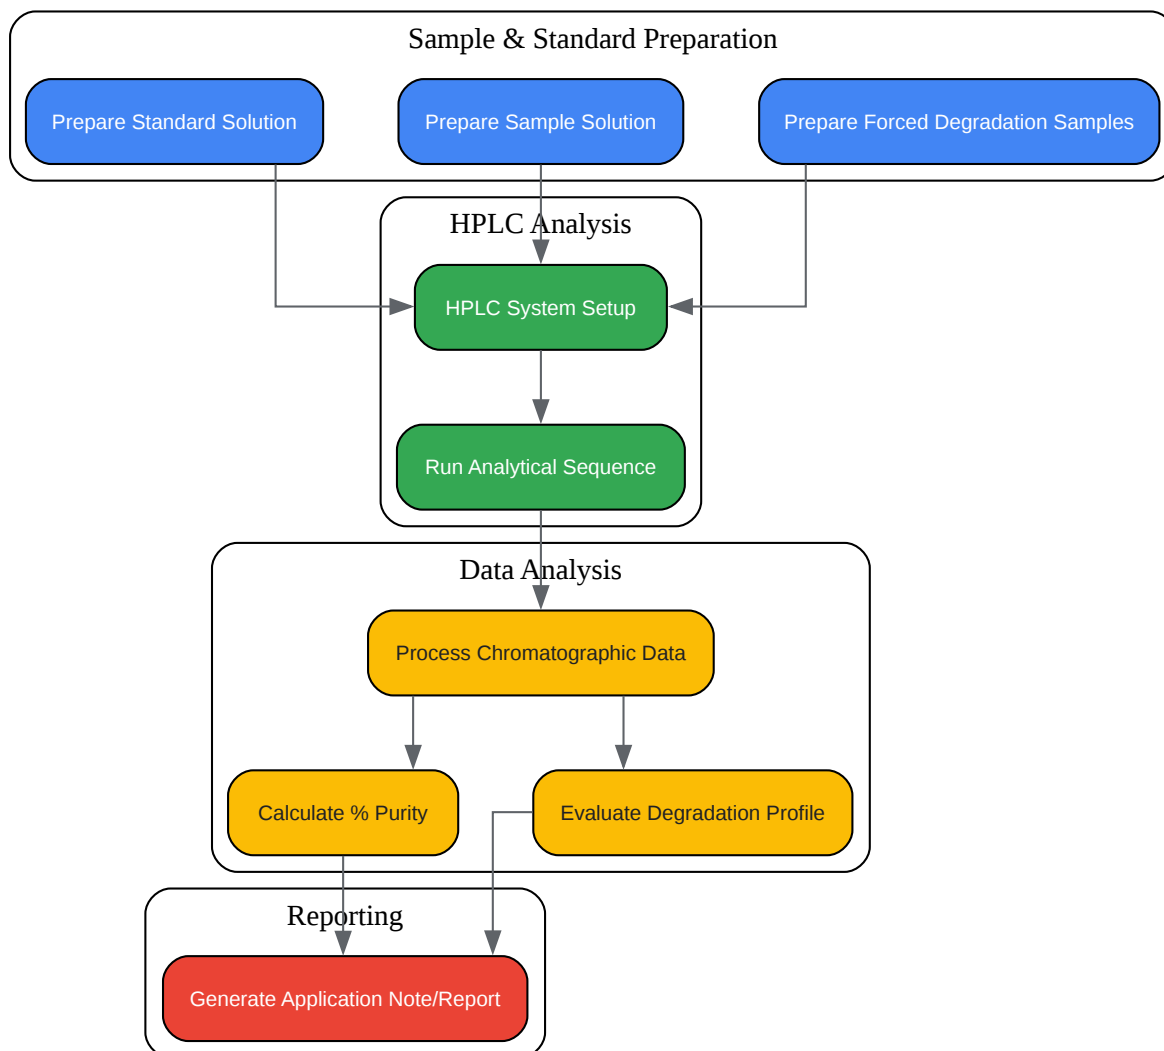 Sample & Standard Preparation
Prepare Standard Solution
Prepare Sample Solution
Prepare Forced Degradation Samples
HPLC Analysis
HPLC System Setup
Run Analytical Sequence
Data Analysis
Process Chromatographic Data
Calculate % Purity
Evaluate Degradation Profile
Reporting
Generate Application Note/Report